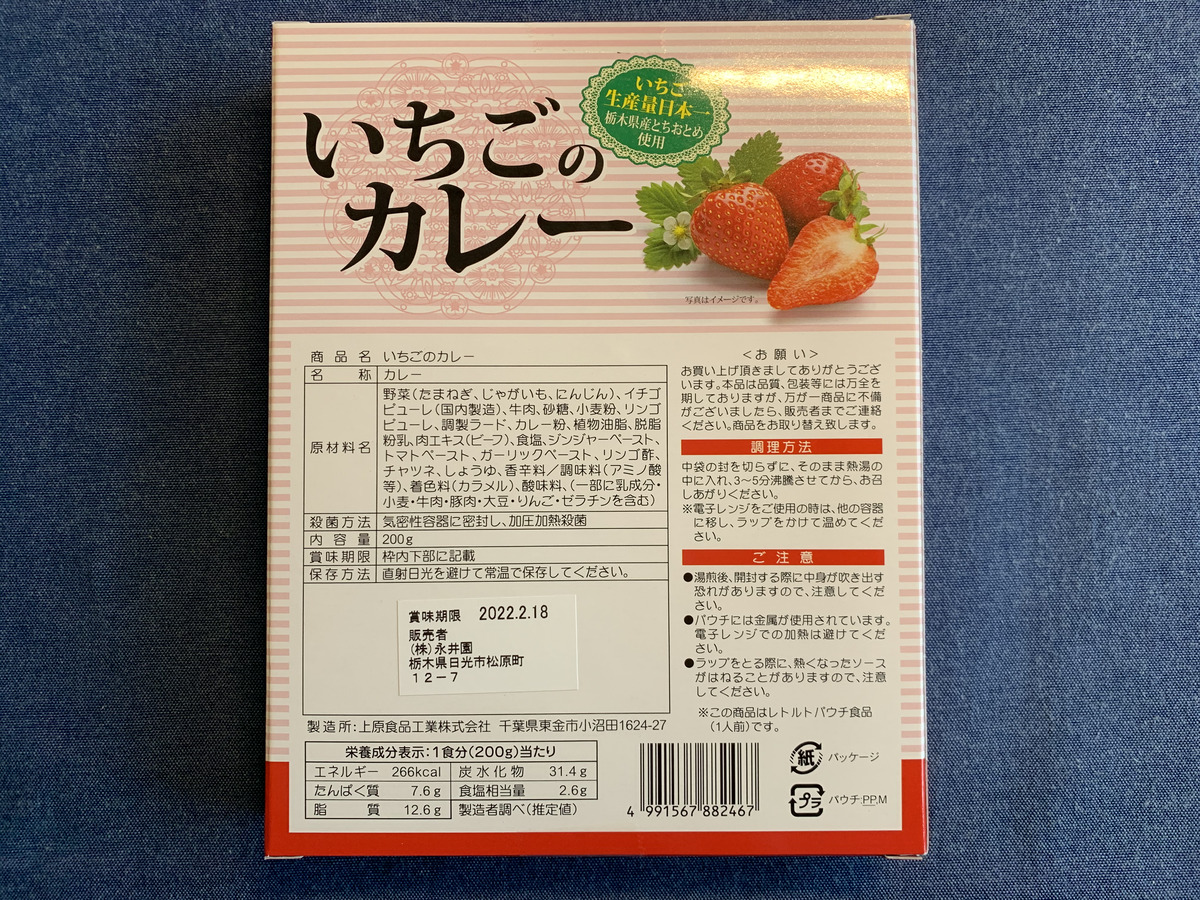 いちご
生産量日本一
栃木県産とちおとめ
使用
いちごの
カレー
写真はイメージです。
商品名 いちごのカレー
名称 カレー
原材料名
野菜(たまねぎ、じゃがいも、にんじん)、イチゴ
ピューレ(国内製造)、牛肉、砂糖、小麦粉、リンゴ
ピューレ、調製ラード、カレー粉、植物油脂、脱脂
粉乳、肉エキス(ビーフ)、食塩、ジンジャーペースト、
トマトペースト、ガーリックペースト、リンゴ酢、
チャツネ、しょうゆ、香辛料／調味料(アミノ酸
等)、着色料(カラメル)、酸味料、(一部に乳成分・
小麦・牛肉・豚肉・大豆・りんご・ゼラチンを含む)
殺菌方法 気密性容器に密封し、加圧加熱殺菌
内容量 200g
賞味期限 枠内下部に記載
保存方法 直射日光を避けて常温で保存してください。
賞味期限 2022.2.18
販売者
(株)永井園
栃木県日光市松原町
12-7
製造所:上原食品工業株式会社 千葉県東金市小沼田1624-27
栄養成分表示:1食分(200g)当たり
エネルギー 266kcal 炭水化物 31.4g
たんぱく質 7.6g 食塩相当量 2.6g
脂質 12.6g 製造者調べ(推定値)
<お願い>
お買い上げ頂きましてありがとうござ
います。本品は品質、包装等には万全を
期しておりますが、万が一商品に不備
がございましたら、販売者までご連絡
ください。商品をお取り替え致します。
調理方法
中袋の封を切らずに、そのまま熱湯の
中に入れ、3〜5分沸騰させてから、お召
しあがりください。
※電子レンジをご使用の時は、他の容器
に移し、ラップをかけて温めてくだ
さい。
ご注意
●湯煎後、開封する際に中身が吹き出す
恐れがありますので、注意してくだ
さい。
●パウチには金属が使用されています。
電子レンジでの加熱は避けてくだ
さい。
●ラップをとる際に、熱くなったソース
がはねることがありますので、注意
してください。
※この商品はレトルトパウチ食品
(1人前)です。
4 991567 882467
紙 パッケージ
プラ パウチ:PP,M